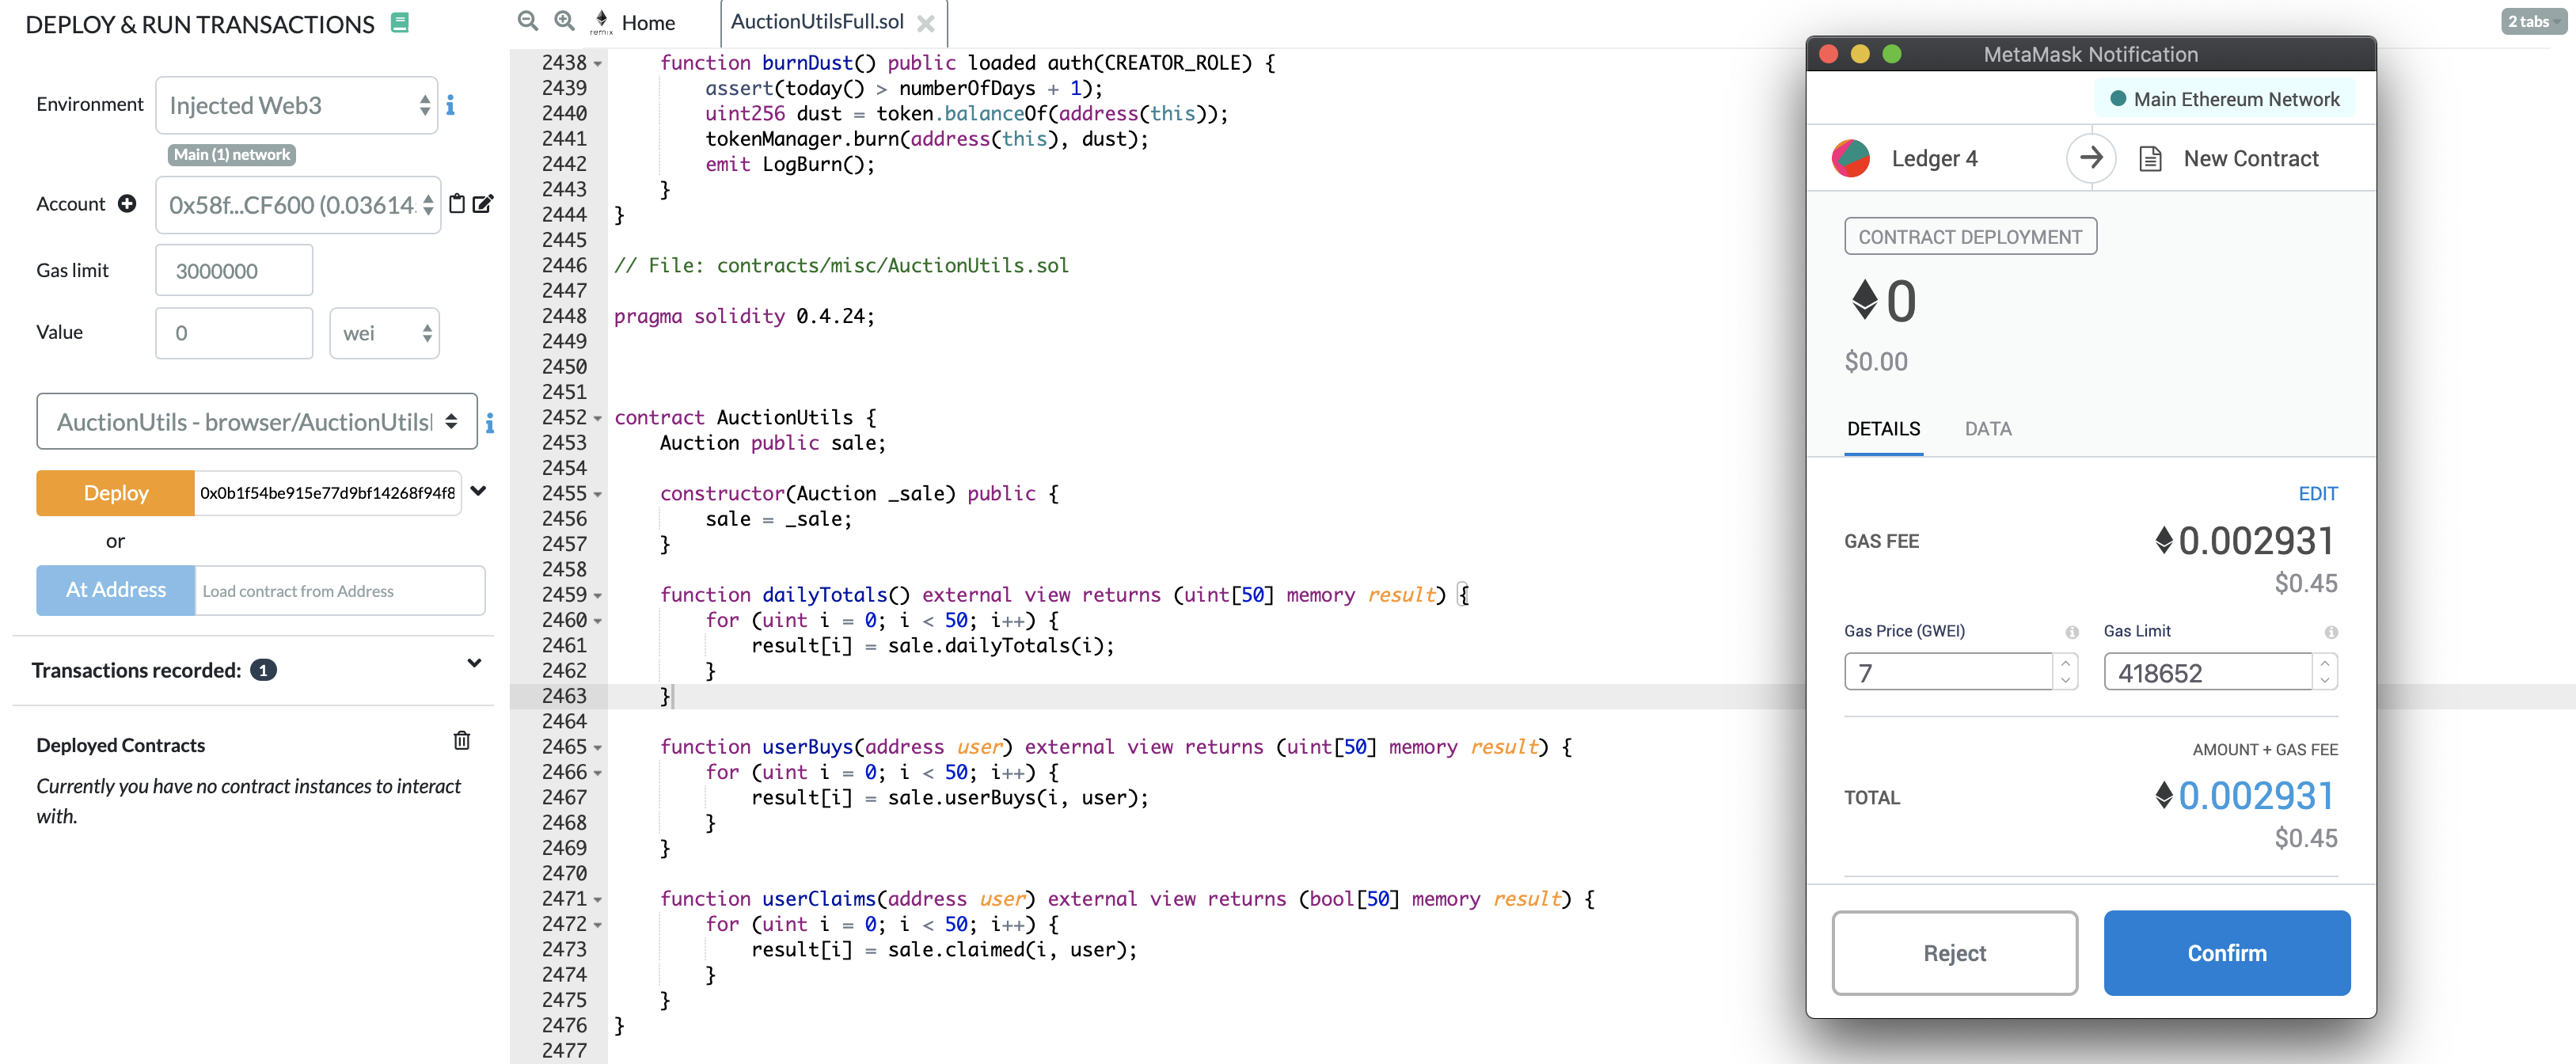 DEPLOY & RUN TRANSACTIONS
Environment
Injected Web3
Main (1) network
Account
0x58f...CF600 (0.03614
Gas limit
3000000
Value
0
wei
AuctionUtils - browser/AuctionUtilsl
Deploy
0x0b1f54be915e77d9bf14268f94f8
or
At Address
Load contract from Address
Transactions recorded: 1
Deployed Contracts
Currently you have no contract instances to interact
with.
remix
Home
AuctionUtilsFull.sol
2 tabs
2438 function burnDust() public loaded auth(CREATOR_ROLE) {
2439 assert(today() > numberOfDays + 1);
2440 uint256 dust = token.balanceOf(address(this));
2441 tokenManager.burn(address(this), dust);
2442 emit LogBurn();
2443 }
2444 }
2445
2446 // File: contracts/misc/AuctionUtils.sol
2447
2448 pragma solidity 0.4.24;
2449
2450
2451
2452 contract AuctionUtils {
2453 Auction public sale;
2454
2455 constructor(Auction _sale) public {
2456 sale = _sale;
2457 }
2458
2459 function dailyTotals() external view returns (uint[50] memory result) {
2460 for (uint i = 0; i < 50; i++) {
2461 result[i] = sale.dailyTotals(i);
2462 }
2463 }
2464
2465 function userBuys(address user) external view returns (uint[50] memory result) {
2466 for (uint i = 0; i < 50; i++) {
2467 result[i] = sale.userBuys(i, user);
2468 }
2469 }
2470
2471 function userClaims(address user) external view returns (bool[50] memory result) {
2472 for (uint i = 0; i < 50; i++) {
2473 result[i] = sale.claimed(i, user);
2474 }
2475 }
2476 }
2477
MetaMask Notification
Main Ethereum Network
Ledger 4
New Contract
CONTRACT DEPLOYMENT
0
$0.00
DETAILS
DATA
EDIT
GAS FEE
0.002931
$0.45
Gas Price (GWEI)
Gas Limit
7
418652
AMOUNT + GAS FEE
TOTAL
0.002931
$0.45
Reject
Confirm